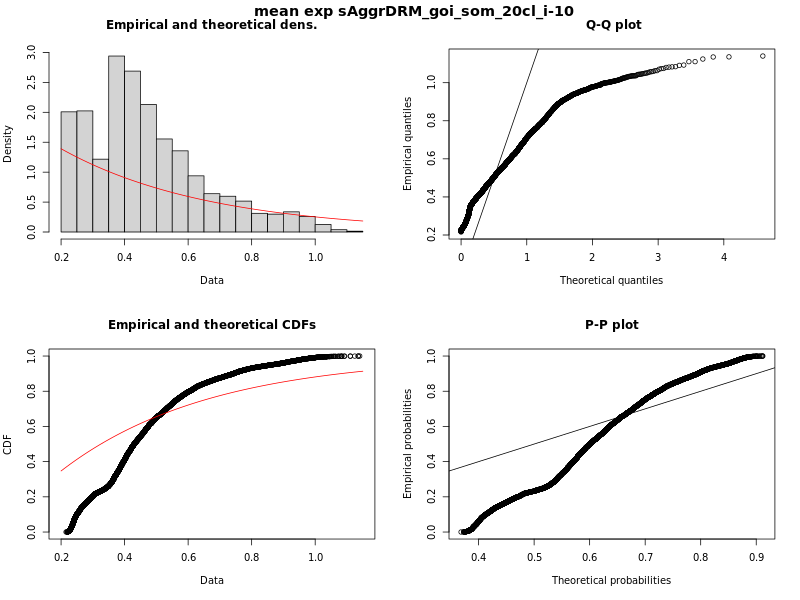 mean exp sAggrDRM_goi_som_20cl_i-10
Empirical and theoretical dens.
Density
0.0 0.5 1.0 1.5 2.0 2.5 3.0
0.2 0.4 0.6 0.8 1.0
Data
Q-Q plot
Empirical quantiles
0.2 0.4 0.6 0.8 1.0
0 1 2 3 4
Theoretical quantiles
Empirical and theoretical CDFs
CDF
0.0 0.2 0.4 0.6 0.8 1.0
0.2 0.4 0.6 0.8 1.0
Data
P-P plot
Empirical probabilities
0.0 0.2 0.4 0.6 0.8 1.0
0.4 0.5 0.6 0.7 0.8 0.9
Theoretical probabilities